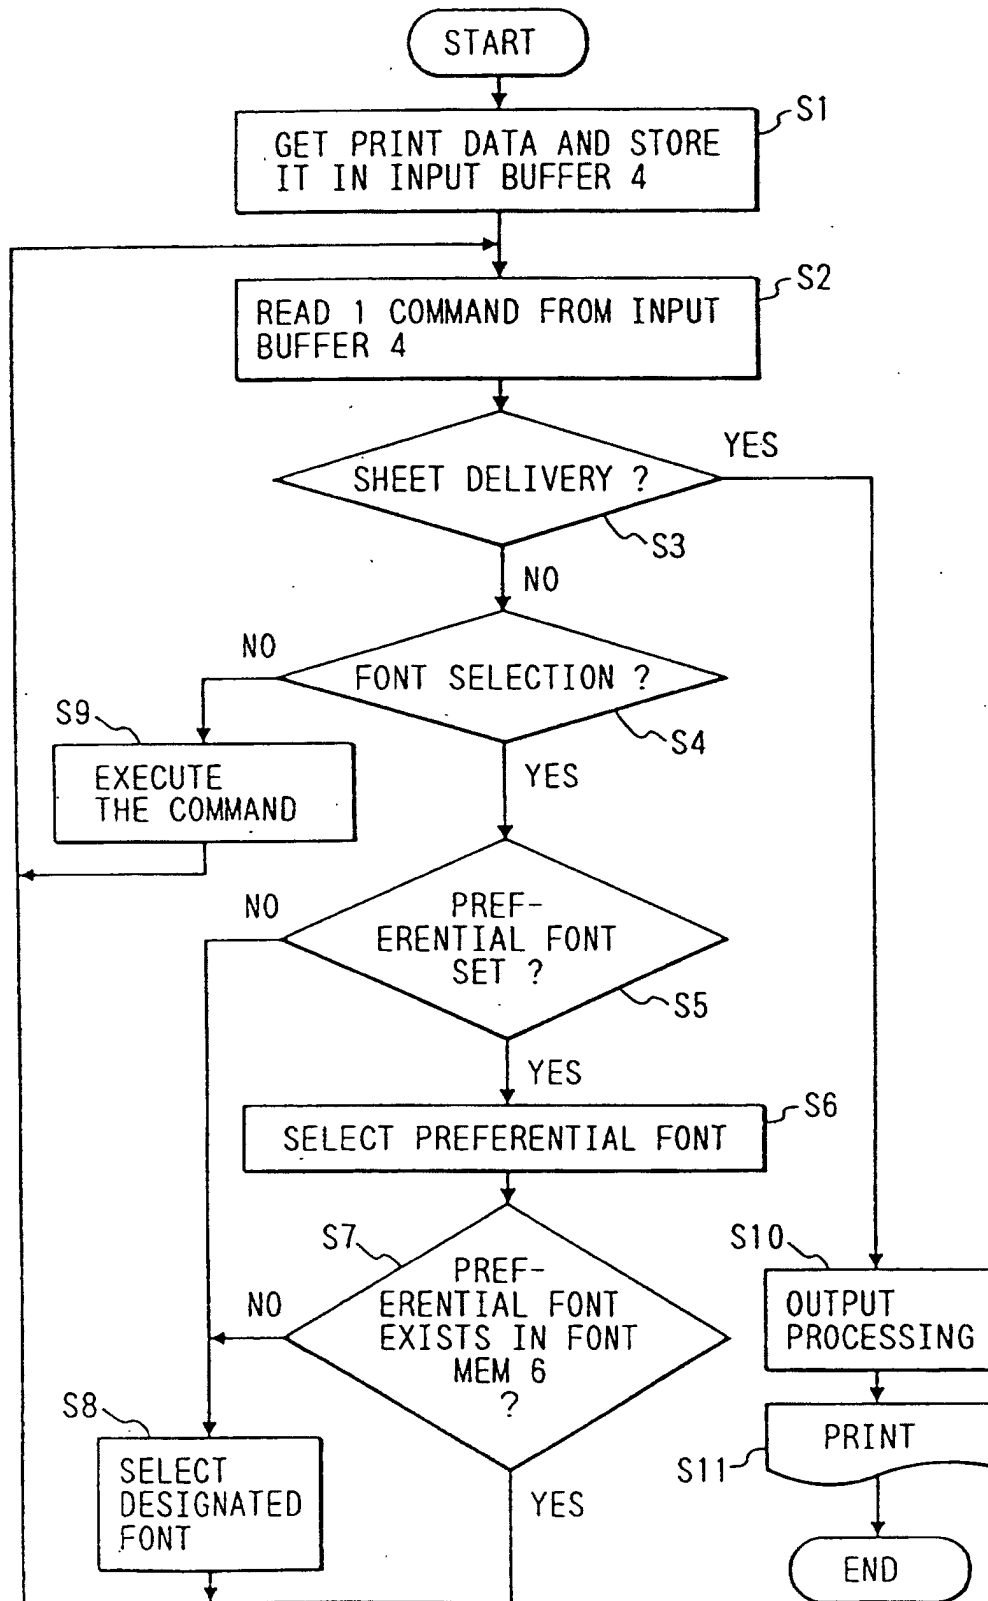 START
S1
GET PRINT DATA AND STORE
IT IN INPUT BUFFER 4
S2
READ 1 COMMAND FROM INPUT
BUFFER 4
YES
SHEET DELIVERY ?
S3
NO
NO
FONT SELECTION ?
S4
S9
YES
EXECUTE
THE COMMAND
NO
PREF-
ERENTIAL FONT
SET ?
S5
YES
S6
SELECT PREFERENTIAL FONT
S7
S10
PREF-
ERENTIAL FONT
EXISTS IN FONT
MEM 6
?
NO
OUTPUT
PROCESSING
S8
PRINT
S11
SELECT
DESIGNATED
FONT
YES
END